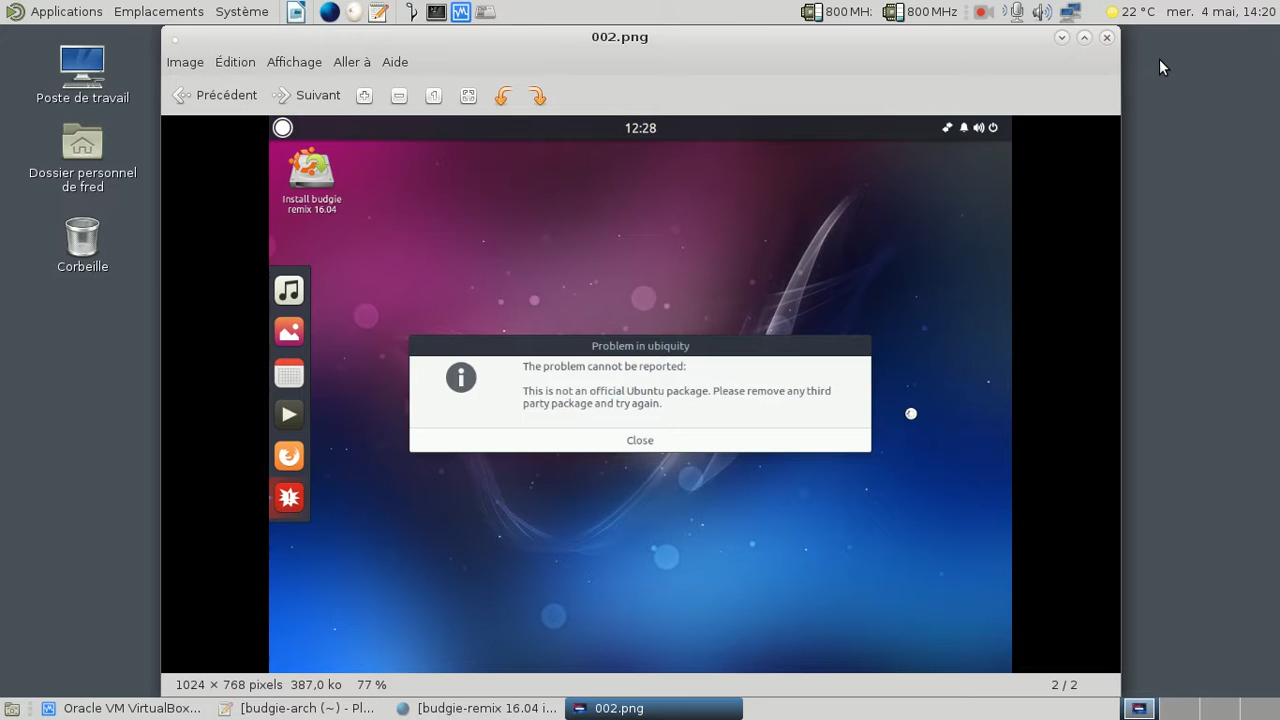 Applications Emplacements Système 800 MH: 800 MHz 22 °C mer. 4 mai, 14:20
002.png
Image Édition Affichage Aller à Aide
Précédent Suivant
Poste de travail
Dossier personnel
de fred
Corbeille
12:28
Install budgie
remix 16.04
Problem in ubiquity
The problem cannot be reported:
This is not an official Ubuntu package. Please remove any third
party package and try again.
Close
1024 × 768 pixels 387,0 ko 77 % 2 / 2
Oracle VM VirtualBox... [budgie-arch (~) - Pl... [budgie-remix 16.04 i... 002.png